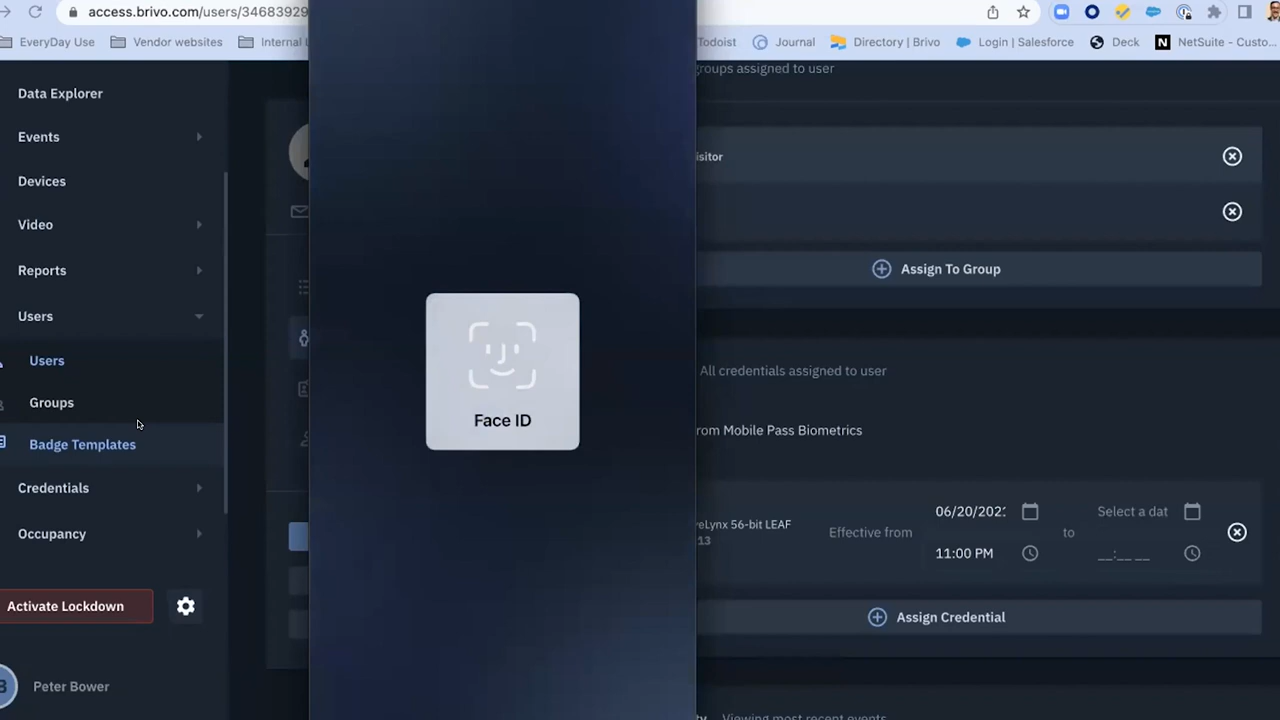 access.brivo.com/users/34683929
EveryDay Use
Vendor websites
Internal
Todoist
Journal
Directory | Brivo
Login | Salesforce
Deck
NetSuite - Custo...
Data Explorer
Events
Devices
Video
Reports
Users
Users
Groups
Badge Templates
Credentials
Occupancy
Activate Lockdown
Peter Bower
Face ID
groups assigned to user
isitor
Assign To Group
All credentials assigned to user
rom Mobile Pass Biometrics
eLynx 56-bit LEAF
13
Effective from
06/20/202
11:00 PM
to
Select a dat
__:__ __
Assign Credential
Viewing most recent events